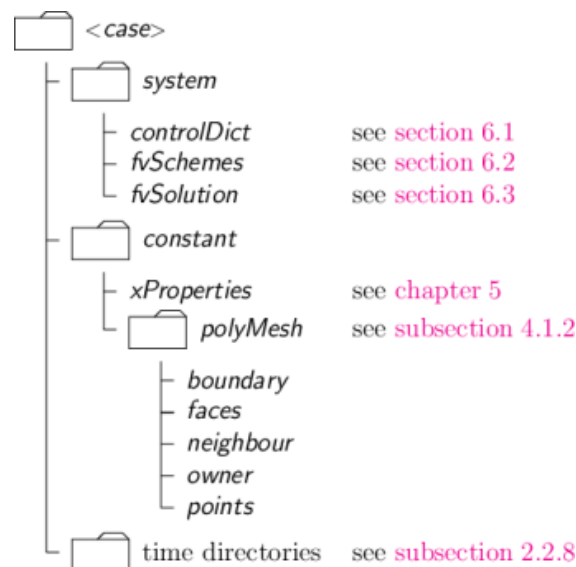 <case>
system
controlDict see section 6.1
fvSchemes see section 6.2
fvSolution see section 6.3
constant
xProperties see chapter 5
polyMesh see subsection 4.1.2
boundary
faces
neighbour
owner
points
time directories see subsection 2.2.8